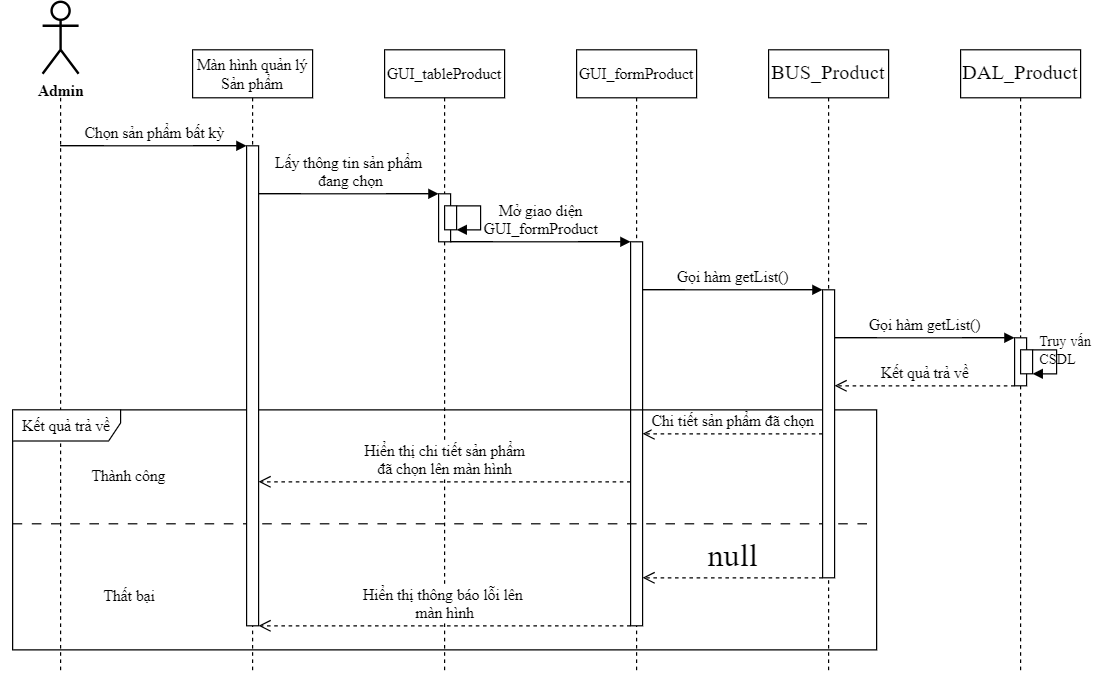 Admin
Màn hình quản lý
Sản phẩm
GUI_tableProduct
GUI_formProduct
BUS_Product
DAL_Product
Chọn sản phẩm bất kỳ
Lấy thông tin sản phẩm
đang chọn
Mở giao diện
GUI_formProduct
Gọi hàm getList()
Gọi hàm getList()
Truy vấn
CSDL
Kết quả trả về
Kết quả trả về
Chi tiết sản phẩm đã chọn
Hiển thị chi tiết sản phẩm
đã chọn lên màn hình
Thành công
null
Thất bại
Hiển thị thông báo lỗi lên
màn hình